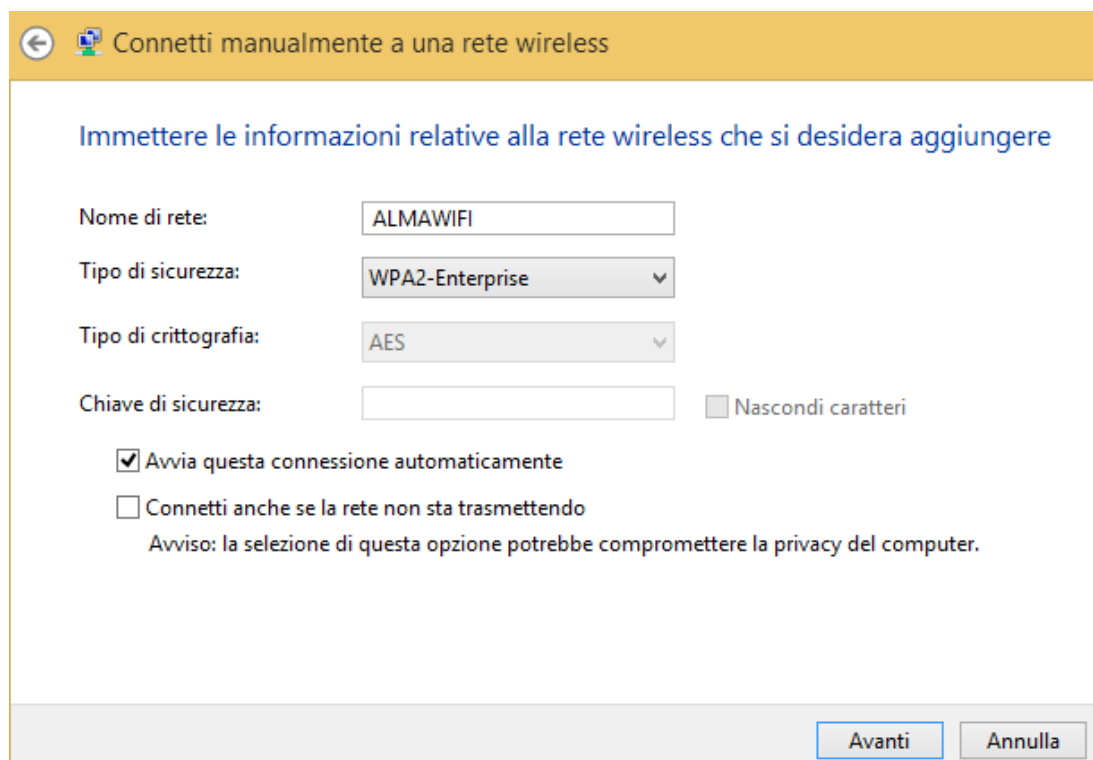 Connetti manualmente a una rete wireless
Immettere le informazioni relative alla rete wireless che si desidera aggiungere
Nome di rete: ALMAWIFI
Tipo di sicurezza: WPA2-Enterprise
Tipo di crittografia: AES
Chiave di sicurezza: Nascondi caratteri
Avvia questa connessione automaticamente
Connetti anche se la rete non sta trasmettendo
Avviso: la selezione di questa opzione potrebbe compromettere la privacy del computer.
Avanti Annulla